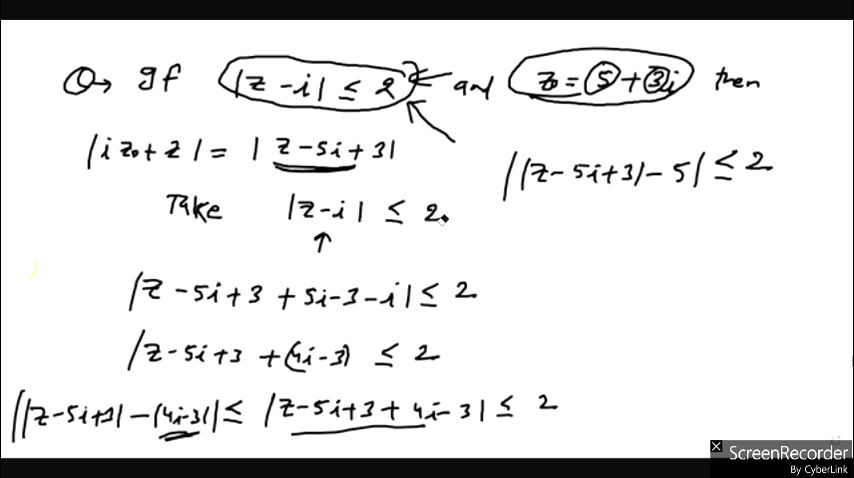 Q→ If |z - i| ≤ 2 and z₀ = 5 + 3i then
|i z₀ + z| = | z - 5i + 3|
||z - 5i + 3| - 5| ≤ 2
Take |z - i| ≤ 2
|z - 5i + 3 + 5i - 3 - i| ≤ 2
|z - 5i + 3 + (4i - 3) ≤ 2
||z - 5i + 3| - |4i - 3|| ≤ |z - 5i + 3 + 4i - 3| ≤ 2
ScreenRecorder
By CyberLink